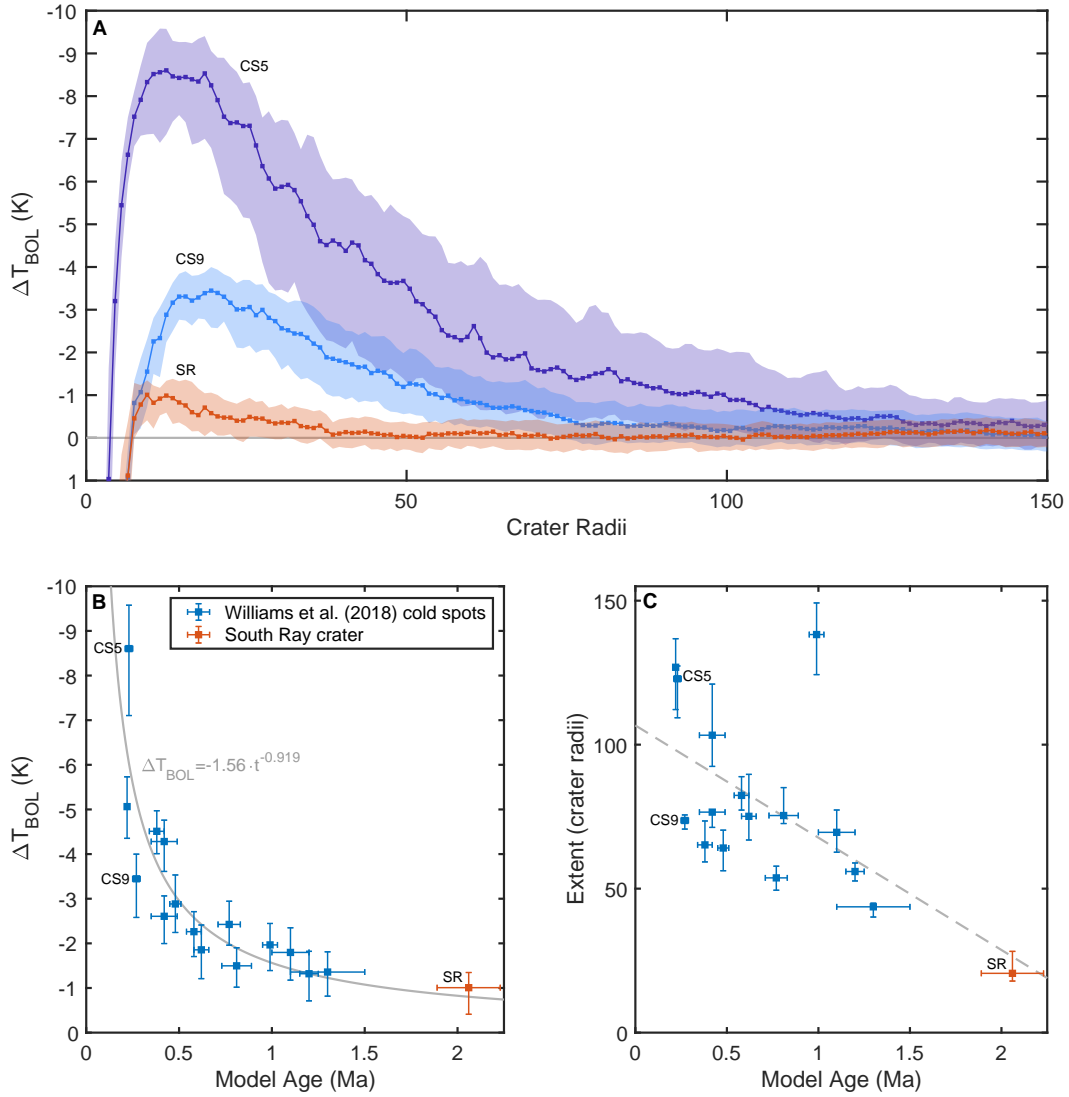 A
-10
-9
-8
-7
-6
-5
-4
-3
-2
-1
0
1
ΔT_BOL (K)
CS5
CS9
SR
0 50 100 150
Crater Radii
B
-10
-9
-8
-7
-6
-5
-4
-3
-2
-1
0
ΔT_BOL (K)
Williams et al. (2018) cold spots
South Ray crater
CS5
ΔT_BOL=-1.56·t^-0.919
CS9
SR
0 0.5 1 1.5 2
Model Age (Ma)
C
150
100
50
0
Extent (crater radii)
CS5
CS9
SR
0 0.5 1 1.5 2
Model Age (Ma)